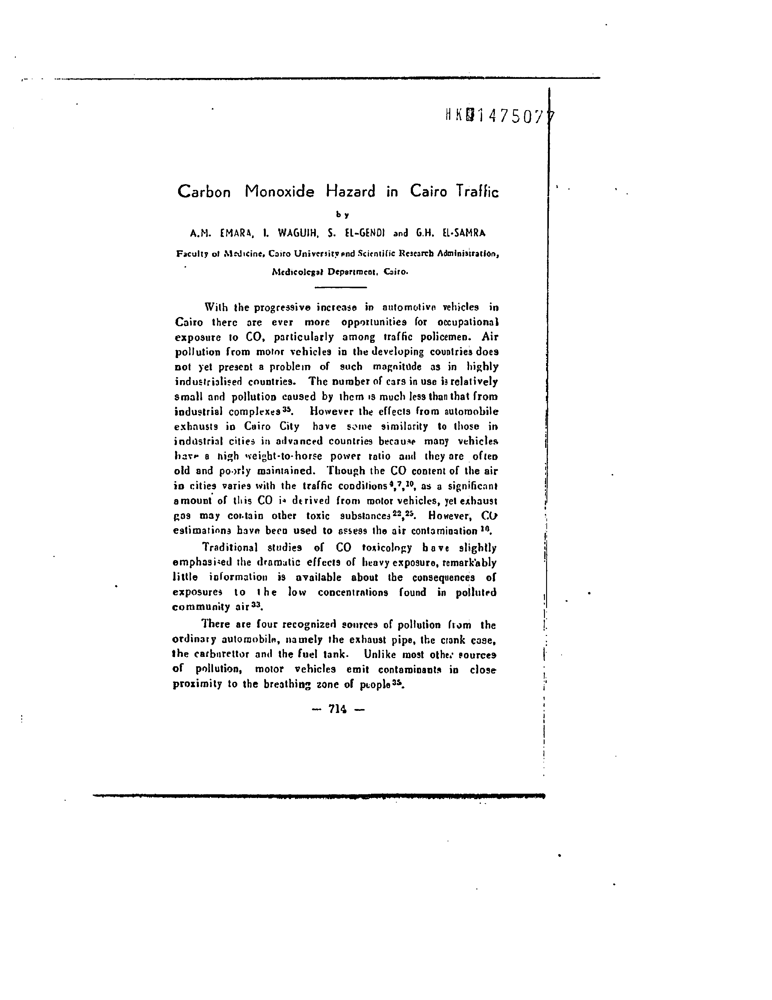 HK0147507
Carbon Monoxide Hazard in Cairo Traffic
by
A.M. EMARA, I. WAGUIH, S. EL-GENDI and G.H. EL-SAMRA
Faculty of Medicine, Cairo University and Scientific Research Administration,
Medicolegal Department, Cairo.
With the progressive increase in automotive vehicles in
Cairo there are ever more opportunities for occupational
exposure to CO, particularly among traffic policemen. Air
pollution from motor vehicles in the developing countries does
not yet present a problem of such magnitude as in highly
industrialised countries. The number of cars in use is relatively
small and pollution caused by them is much less than that from
industrial complexes³⁵. However the effects from automobile
exhausts in Cairo City have some similarity to those in
industrial cities in advanced countries because many vehicles
have a high weight-to-horse power ratio and they are often
old and poorly maintained. Though the CO content of the air
in cities varies with the traffic conditions ⁶,⁷,¹⁰, as a significant
amount of this CO is derived from motor vehicles, yet exhaust
gas may contain other toxic substances ²²,²⁵. However, CO
estimations have been used to assess the air contamination ¹⁶.
Traditional studies of CO toxicology have slightly
emphasised the dramatic effects of heavy exposure, remarkably
little information is available about the consequences of
exposures to the low concentrations found in polluted
community air ³³.
There are four recognized sources of pollution from the
ordinary automobile, namely the exhaust pipe, the crank case,
the carburettor and the fuel tank. Unlike most other sources
of pollution, motor vehicles emit contaminants in close
proximity to the breathing zone of people ³⁵.
— 714 —